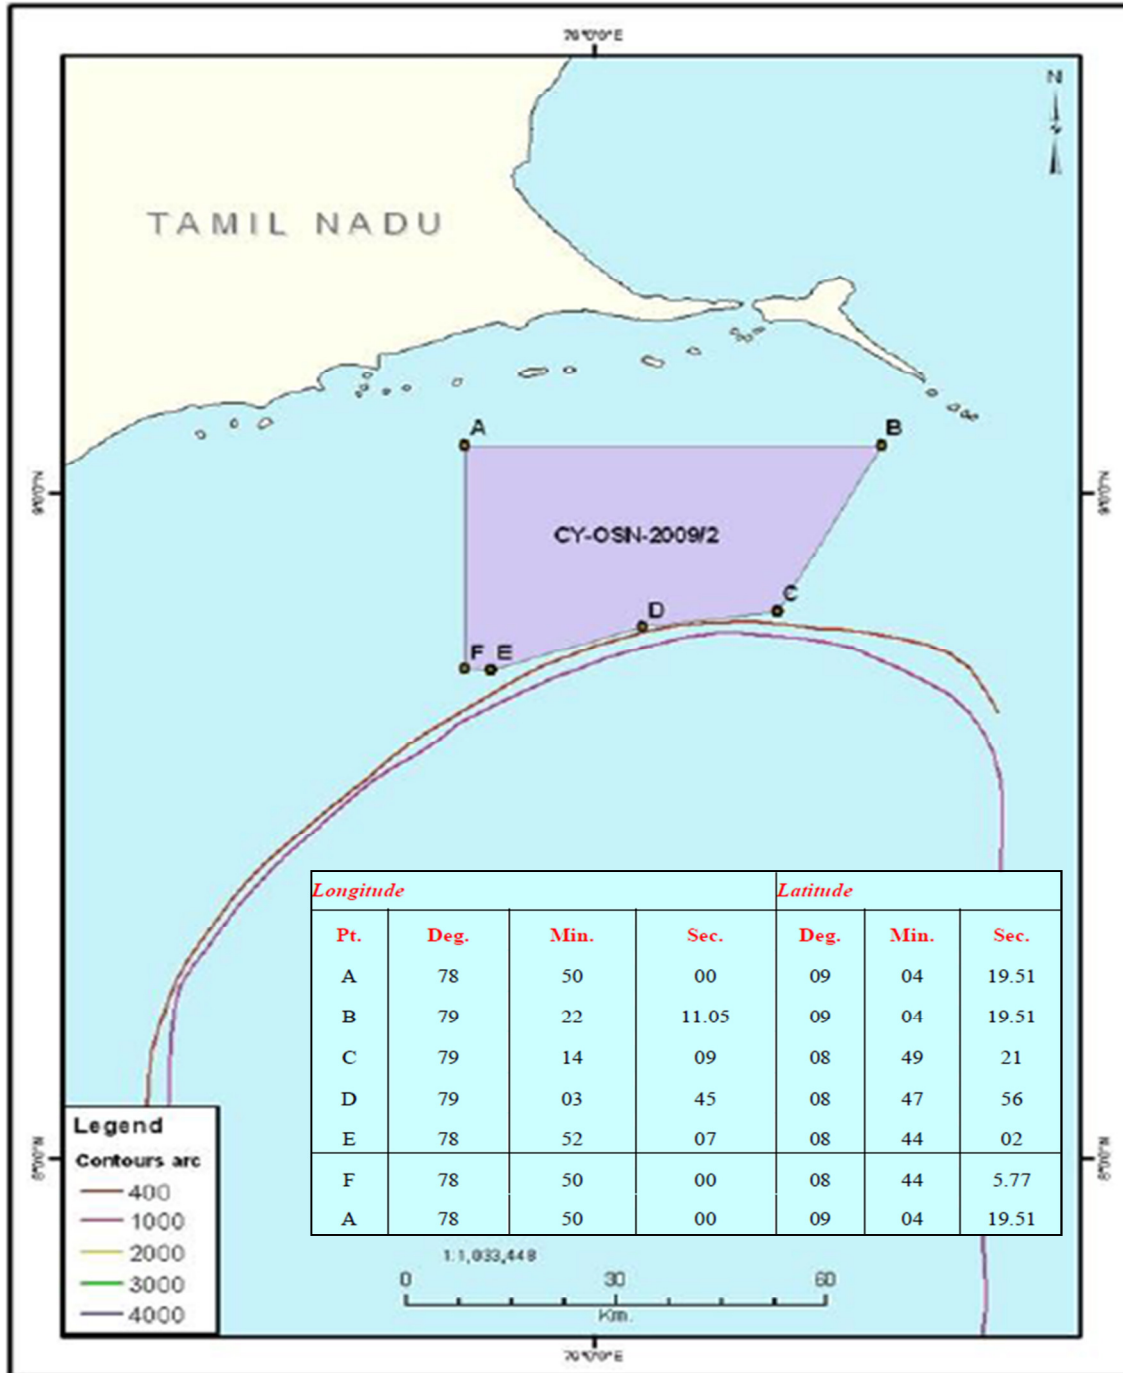 79°0'0"E
N
TAMIL NADU
A
B
9°0'0"N
9°0'0"N
CY-OSN-2009/2
C
D
F
E
Longitude Latitude
Pt. Deg. Min. Sec. Deg. Min. Sec.
A 78 50 00 09 04 19.51
B 79 22 11.05 09 04 19.51
C 79 14 09 08 49 21
D 79 03 45 08 47 56
E 78 52 07 08 44 02
F 78 50 00 08 44 5.77
A 78 50 00 09 04 19.51
8°0'0"N
8°0'0"N
Legend
Contours arc
400
1000
2000
3000
4000
1:1,033,448
0 30 60
Km.
79°0'0"E